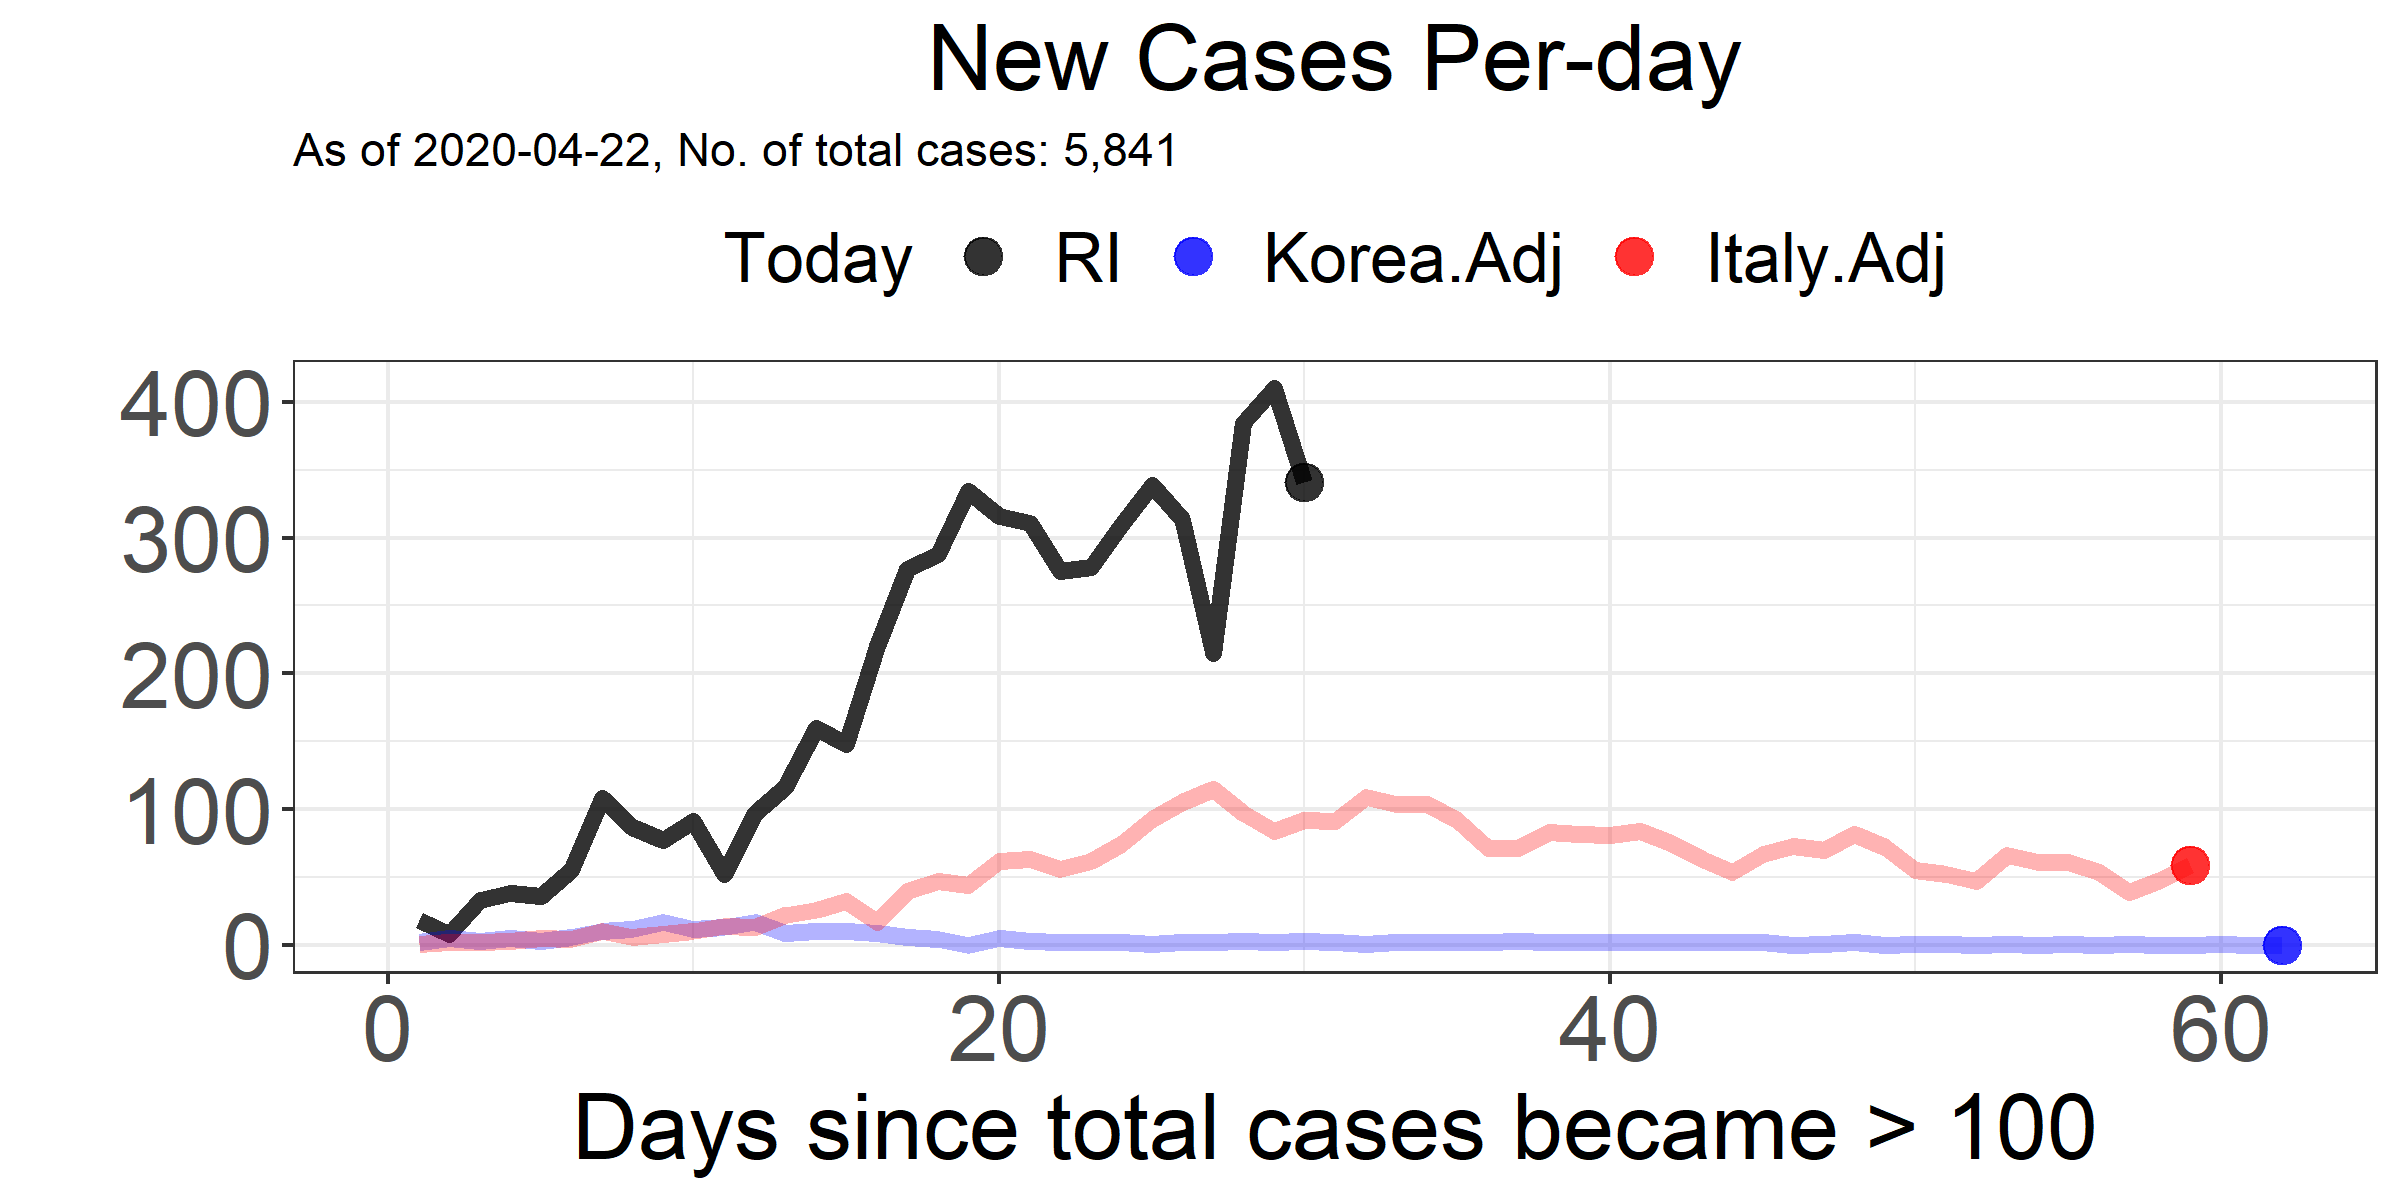 New Cases Per-day
As of 2020-04-22, No. of total cases: 5,841
Today RI Korea.Adj Italy.Adj
400
300
200
100
0
0 20 40 60
Days since total cases became > 100